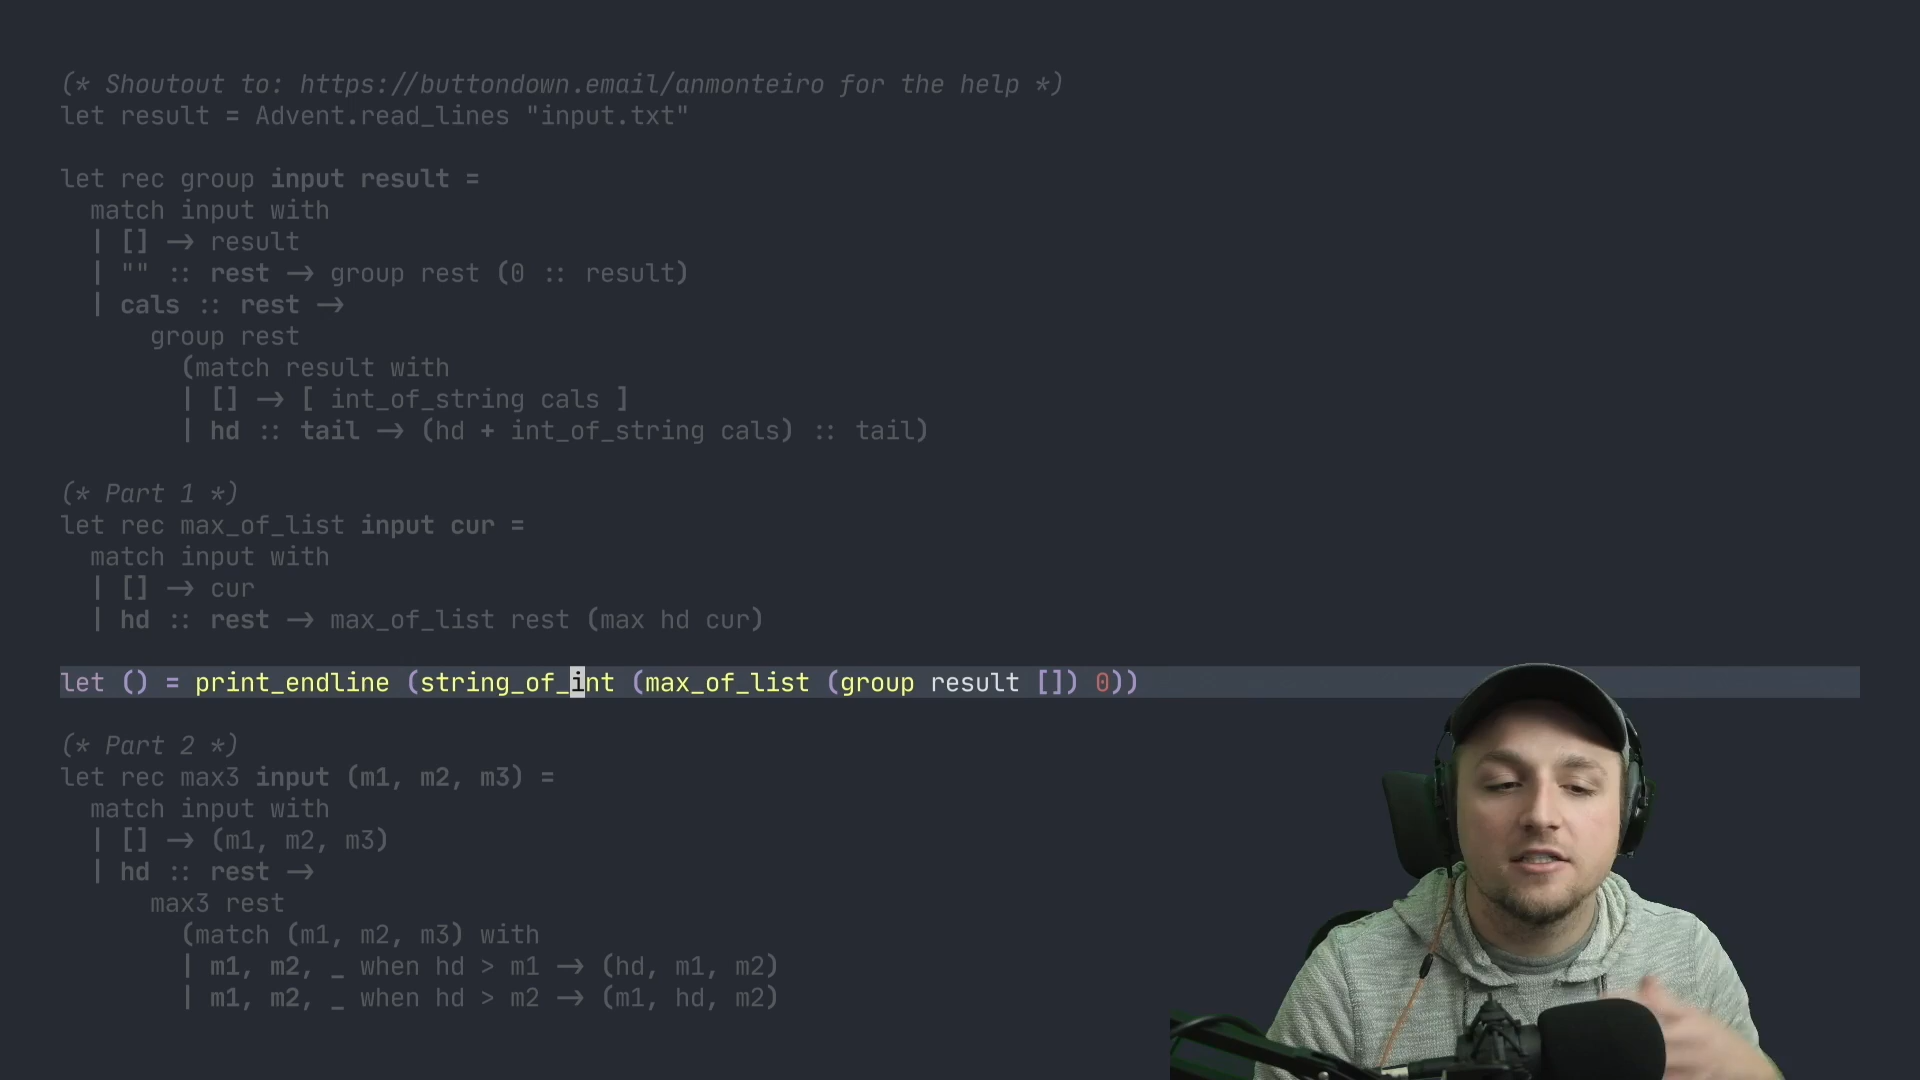 (* Shoutout to: https://buttondown.email/anmonteiro for the help *)
let result = Advent.read_lines "input.txt"
let rec group input result =
match input with
| [] -> result
| "" :: rest -> group rest (0 :: result)
| cals :: rest ->
group rest
(match result with
| [] -> [ int_of_string cals ]
| hd :: tail -> (hd + int_of_string cals) :: tail)
(* Part 1 *)
let rec max_of_list input cur =
match input with
| [] -> cur
| hd :: rest -> max_of_list rest (max hd cur)
let () = print_endline (string_of_int (max_of_list (group result []) 0))
(* Part 2 *)
let rec max3 input (m1, m2, m3) =
match input with
| [] -> (m1, m2, m3)
| hd :: rest ->
max3 rest
(match (m1, m2, m3) with
| m1, m2, _ when hd > m1 -> (hd, m1, m2)
| m1, m2, _ when hd > m2 -> (m1, hd, m2)